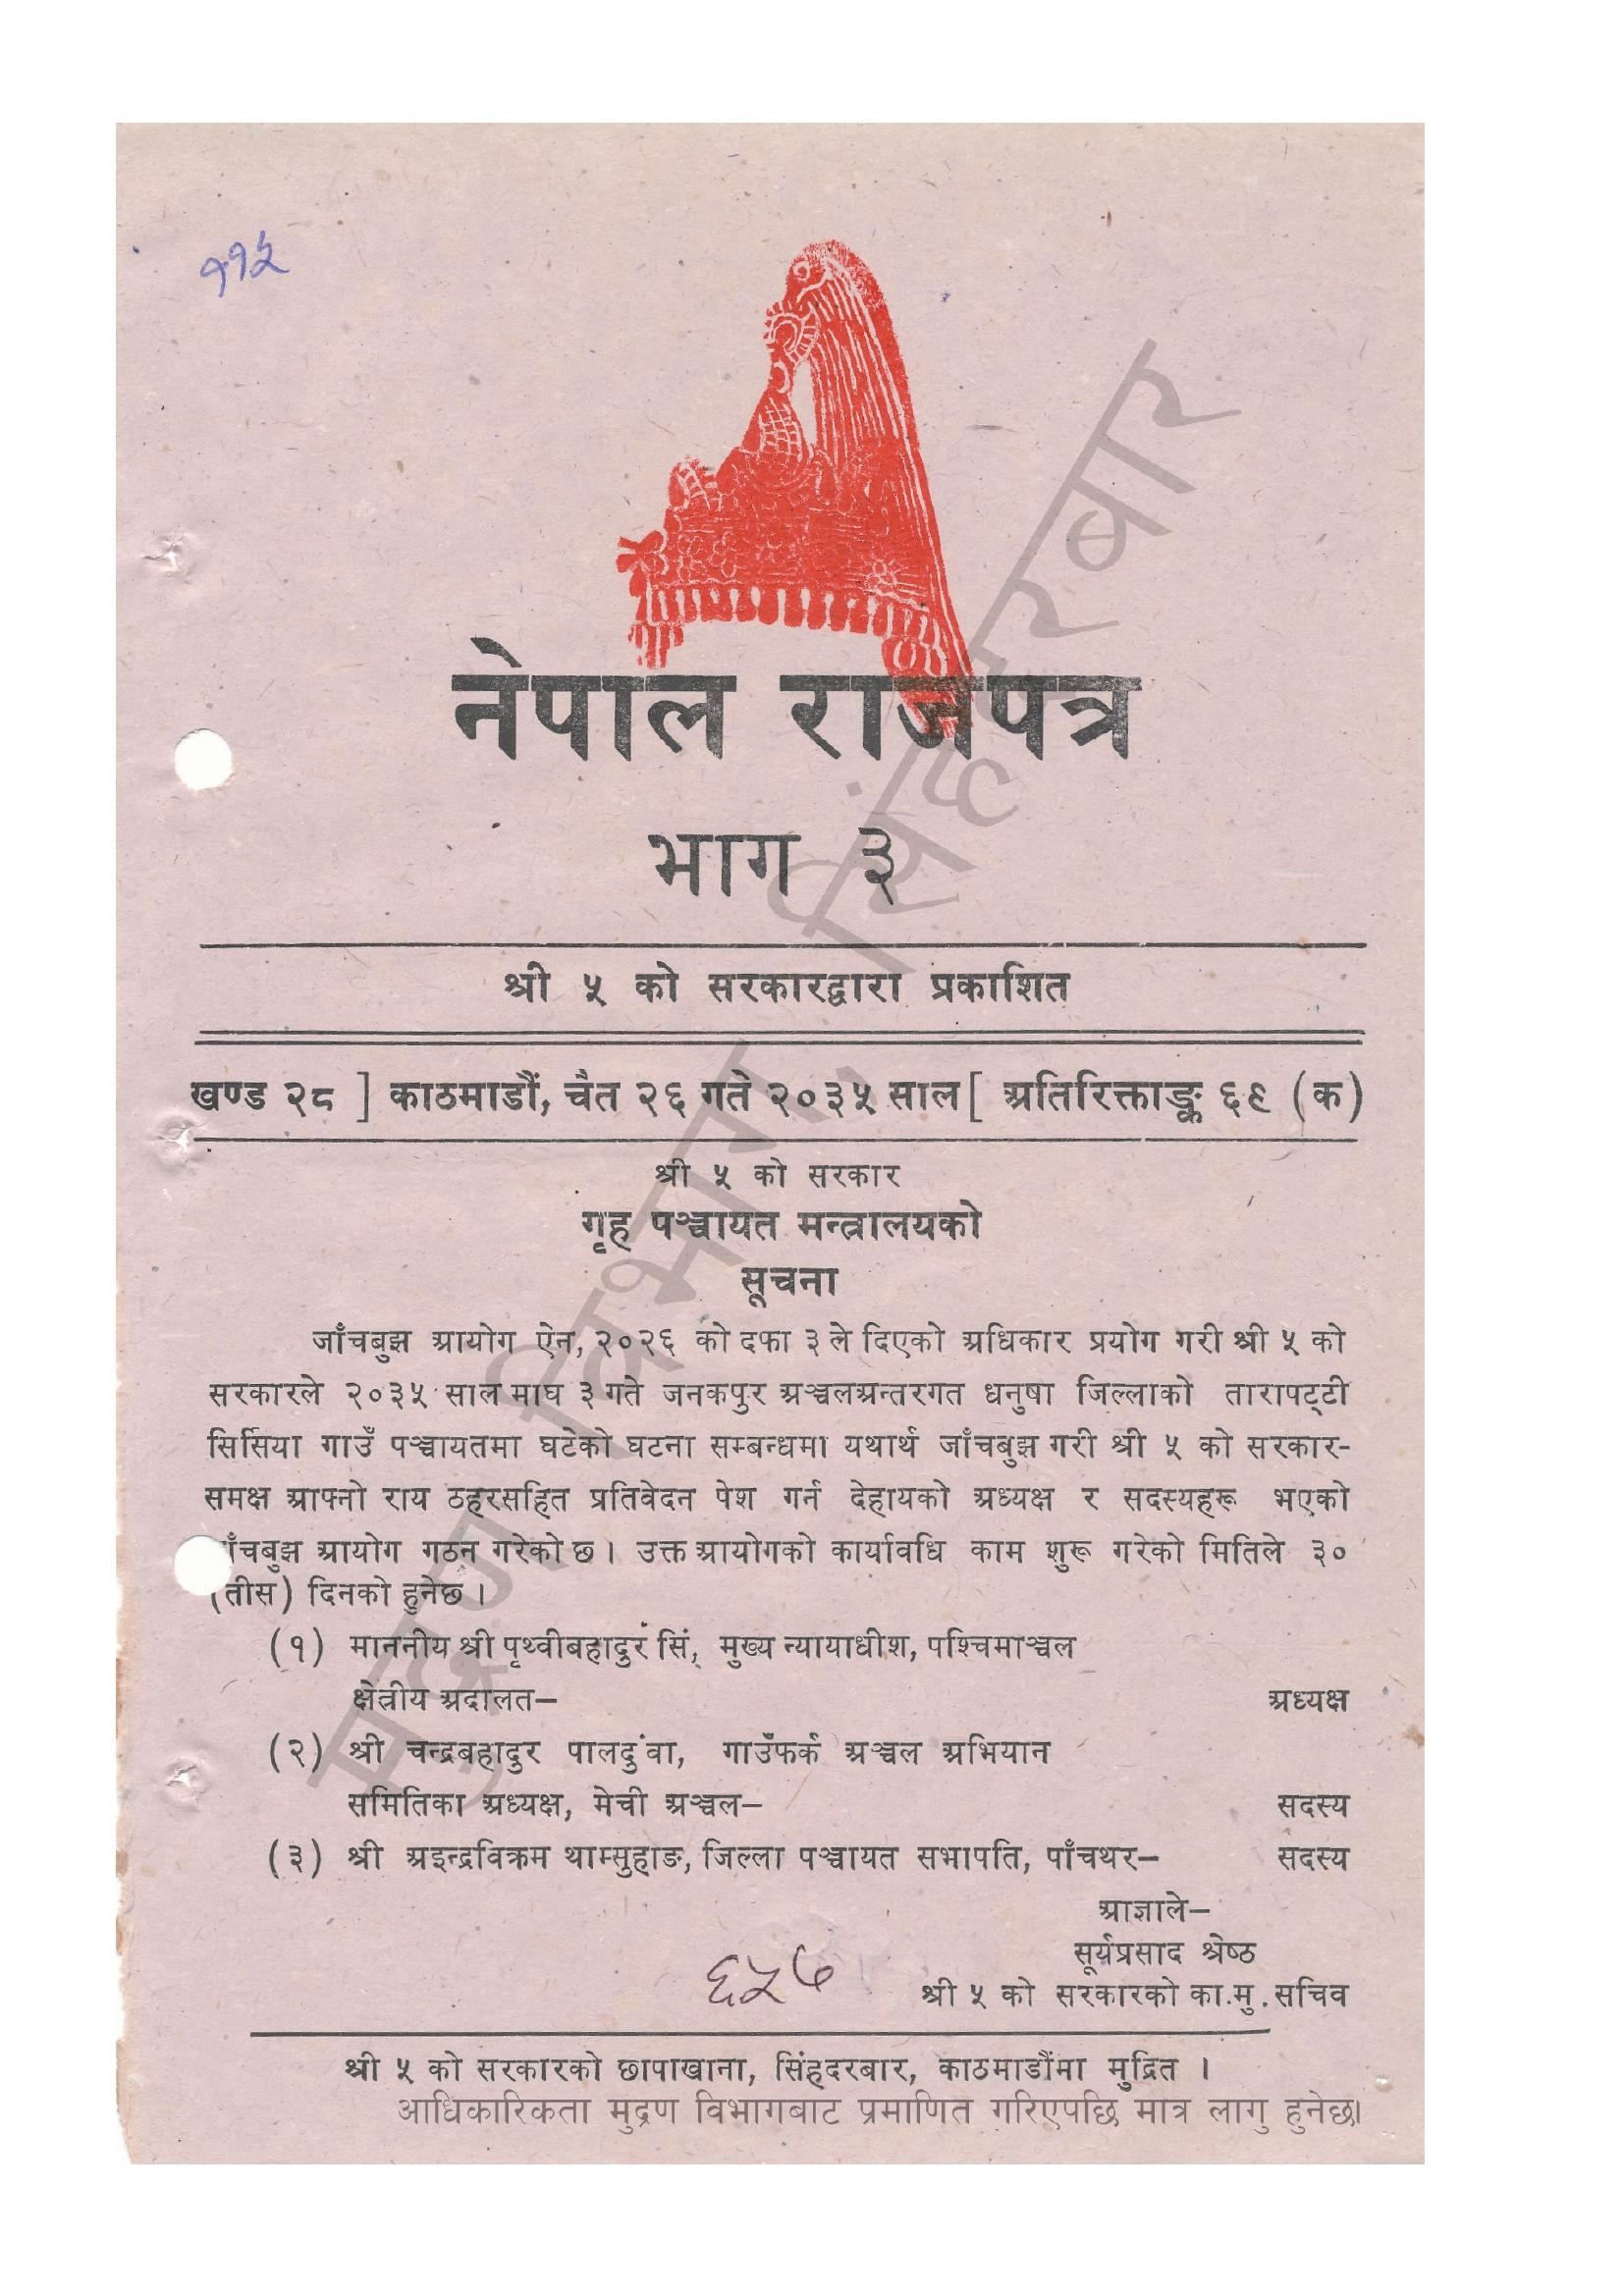 ११५
नेपाल राजपत्र
भाग ३
श्री ५ को सरकारद्वारा प्रकाशित
खण्ड २८ ] काठमाडौं, चैत २६ गते २०३५ साल [ अतिरिक्ताङ्क ६९ (क)
श्री ५ को सरकार
गृह पञ्चायत मन्त्रालयको
सूचना
जाँचबुझ आयोग ऐन, २०२६ को दफा ३ ले दिएको अधिकार प्रयोग गरी श्री ५ को
सरकारले २०३५ साल माघ ३ गते जनकपुर अञ्चलअन्तरगत धनुषा जिल्लाको तारापट्टी
सिर्सिया गाउँ पञ्चायतमा घटेको घटना सम्बन्धमा यथार्थ जाँचबुझ गरी श्री ५ को सरकार-
समक्ष आफ्नो राय ठहरसहित प्रतिवेदन पेश गर्न देहायको अध्यक्ष र सदस्यहरू भएको
ाँचबुझ आयोग गठन गरेको छ । उक्त आयोगको कार्यावधि काम शुरू गरेको मितिले ३०
(तीस) दिनको हुनेछ ।
(१) माननीय श्री पृथ्वीबहादुर सिं, मुख्य न्यायाधीश, पश्चिमाञ्चल
क्षेत्रीय अदालत– अध्यक्ष
(२) श्री चन्द्रबहादुर पालदुंवा, गाउँफर्क अञ्चल अभियान
समितिका अध्यक्ष, मेची अञ्चल– सदस्य
(३) श्री अइन्द्रविक्रम थाम्सुहाङ, जिल्ला पञ्चायत सभापति, पाँचथर– सदस्य
आज्ञाले–
सूर्यप्रसाद श्रेष्ठ
६५७
श्री ५ को सरकारको का.मु.सचिव
श्री ५ को सरकारको छापाखाना, सिंहदरबार, काठमाडौंमा मुद्रित ।
आधिकारिकता मुद्रण विभागबाट प्रमाणित गरिएपछि मात्र लागु हुनेछ।
मुद्रण विभाग, सिंहदरबार